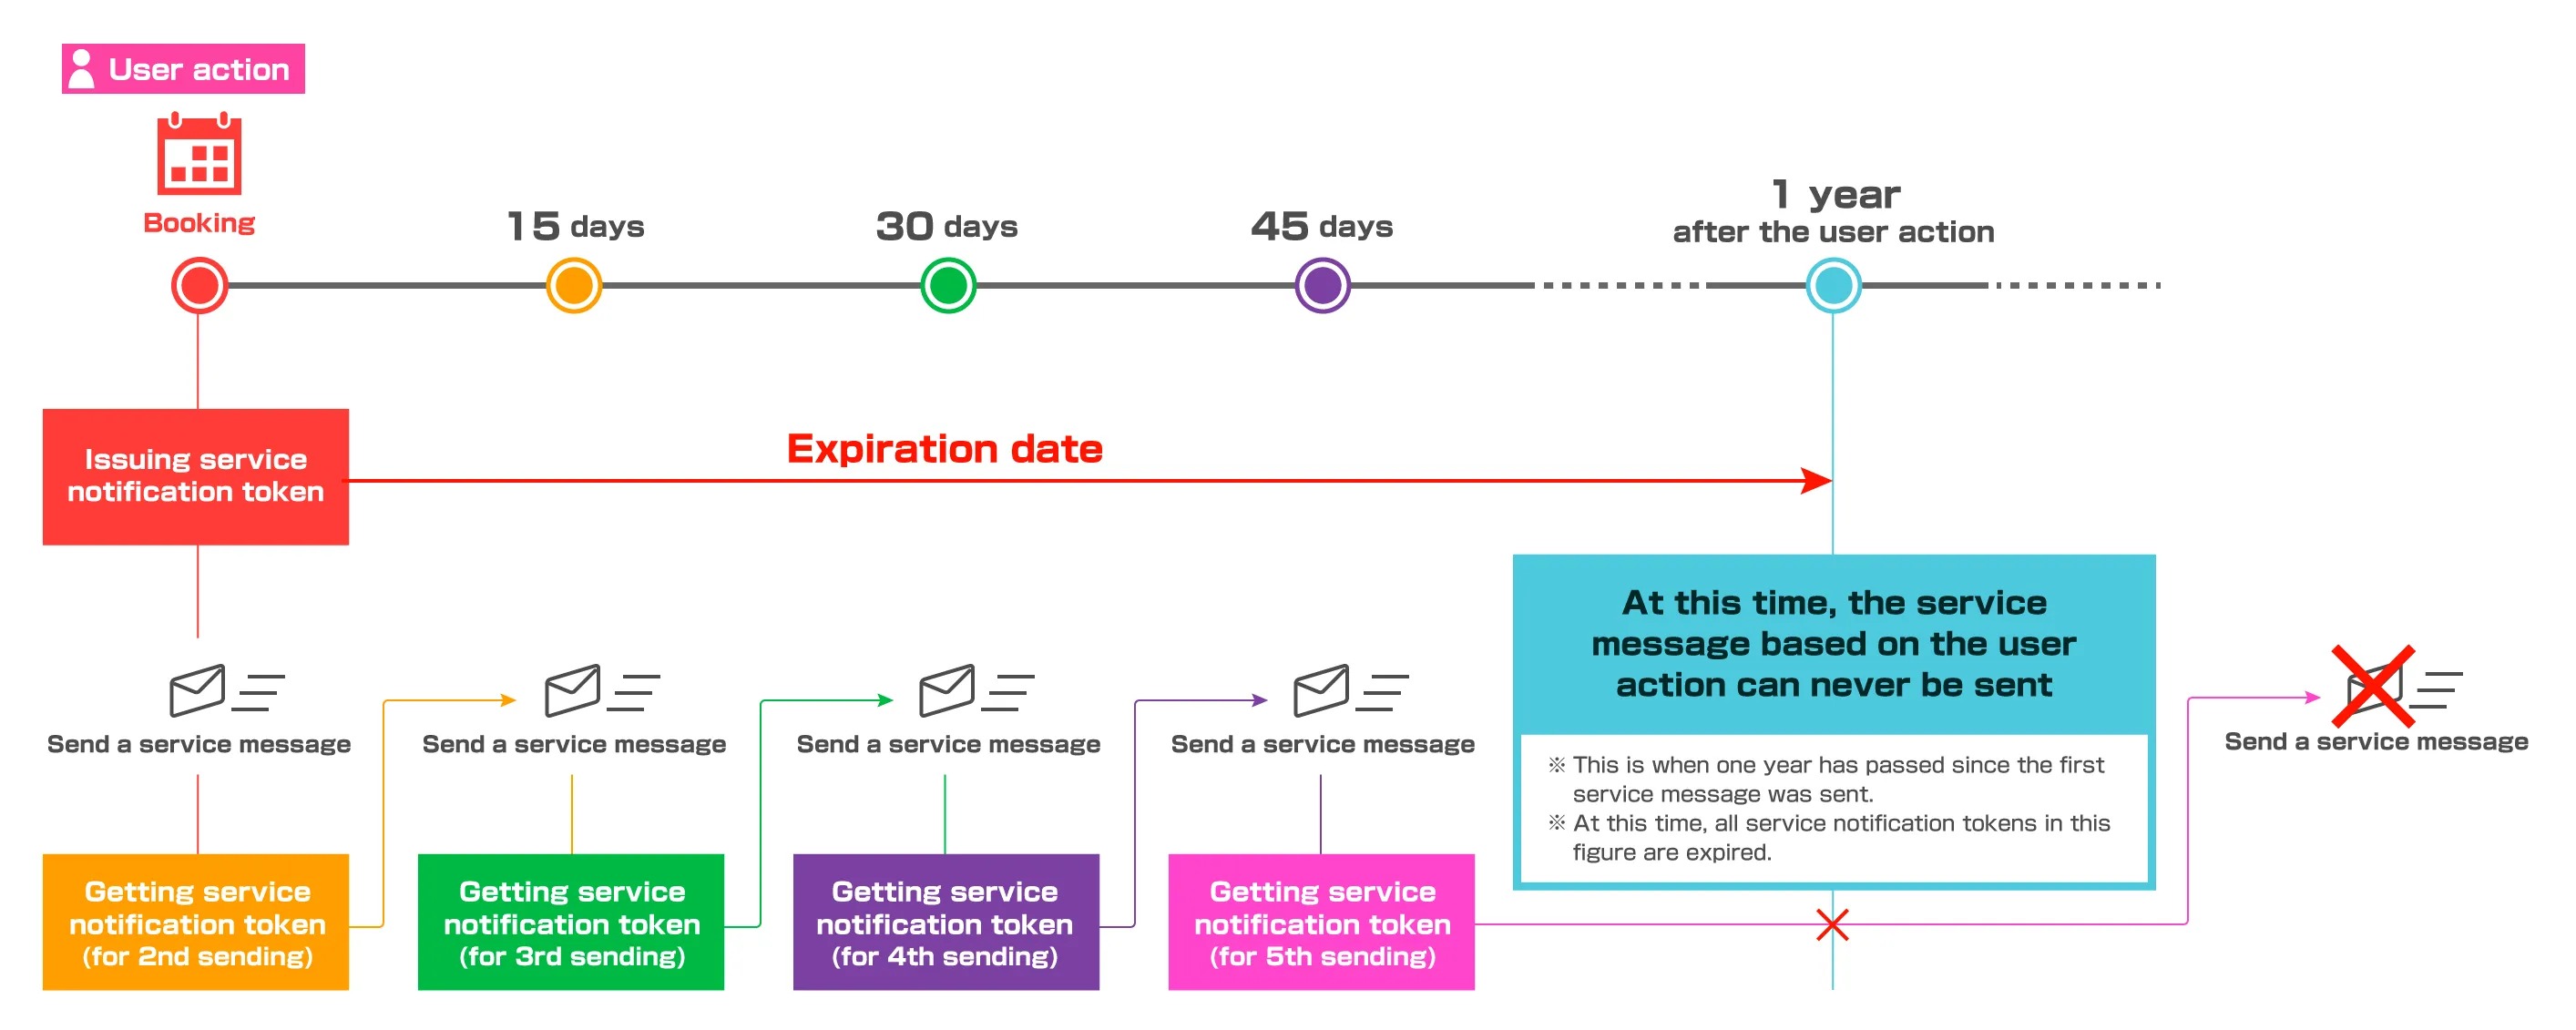 User action
Booking
15 days
30 days
45 days
1 year
after the user action
Issuing service
notification token
Expiration date
Send a service message
Send a service message
Send a service message
Send a service message
At this time, the service
message based on the user
action can never be sent
※ This is when one year has passed since the first
service message was sent.
※ At this time, all service notification tokens in this
figure are expired.
Send a service message
Getting service
notification token
(for 2nd sending)
Getting service
notification token
(for 3rd sending)
Getting service
notification token
(for 4th sending)
Getting service
notification token
(for 5th sending)